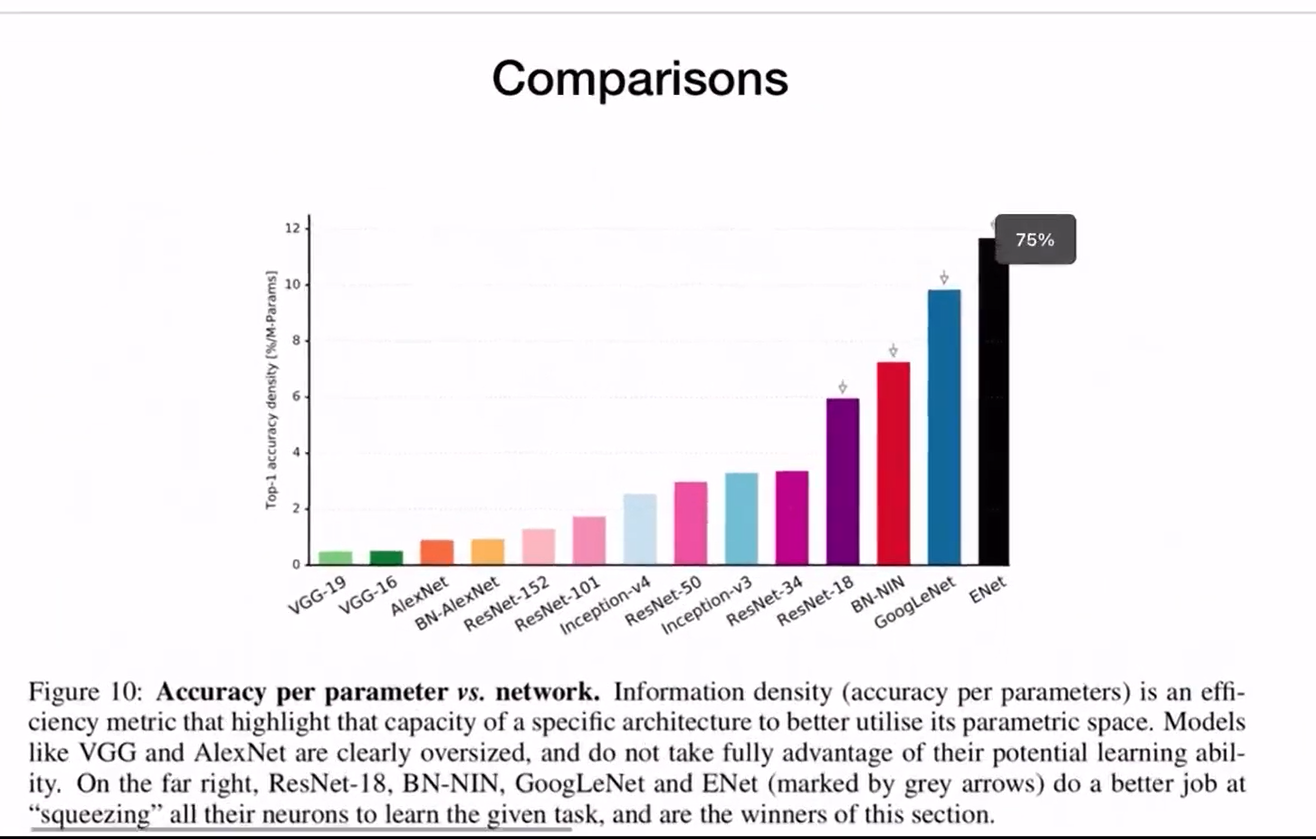 Comparisons
12
75%
10
8
6
4
2
0
Top-1 accuracy density [%/M-Params]
VGG-19
VGG-16
AlexNet
BN-AlexNet
ResNet-152
ResNet-101
Inception-v4
ResNet-50
Inception-v3
ResNet-34
ResNet-18
BN-NIN
GoogLeNet
ENet
Figure 10: Accuracy per parameter vs. network. Information density (accuracy per parameters) is an effi-
ciency metric that highlight that capacity of a specific architecture to better utilise its parametric space. Models
like VGG and AlexNet are clearly oversized, and do not take fully advantage of their potential learning abil-
ity. On the far right, ResNet-18, BN-NIN, GoogLeNet and ENet (marked by grey arrows) do a better job at
“squeezing” all their neurons to learn the given task, and are the winners of this section.